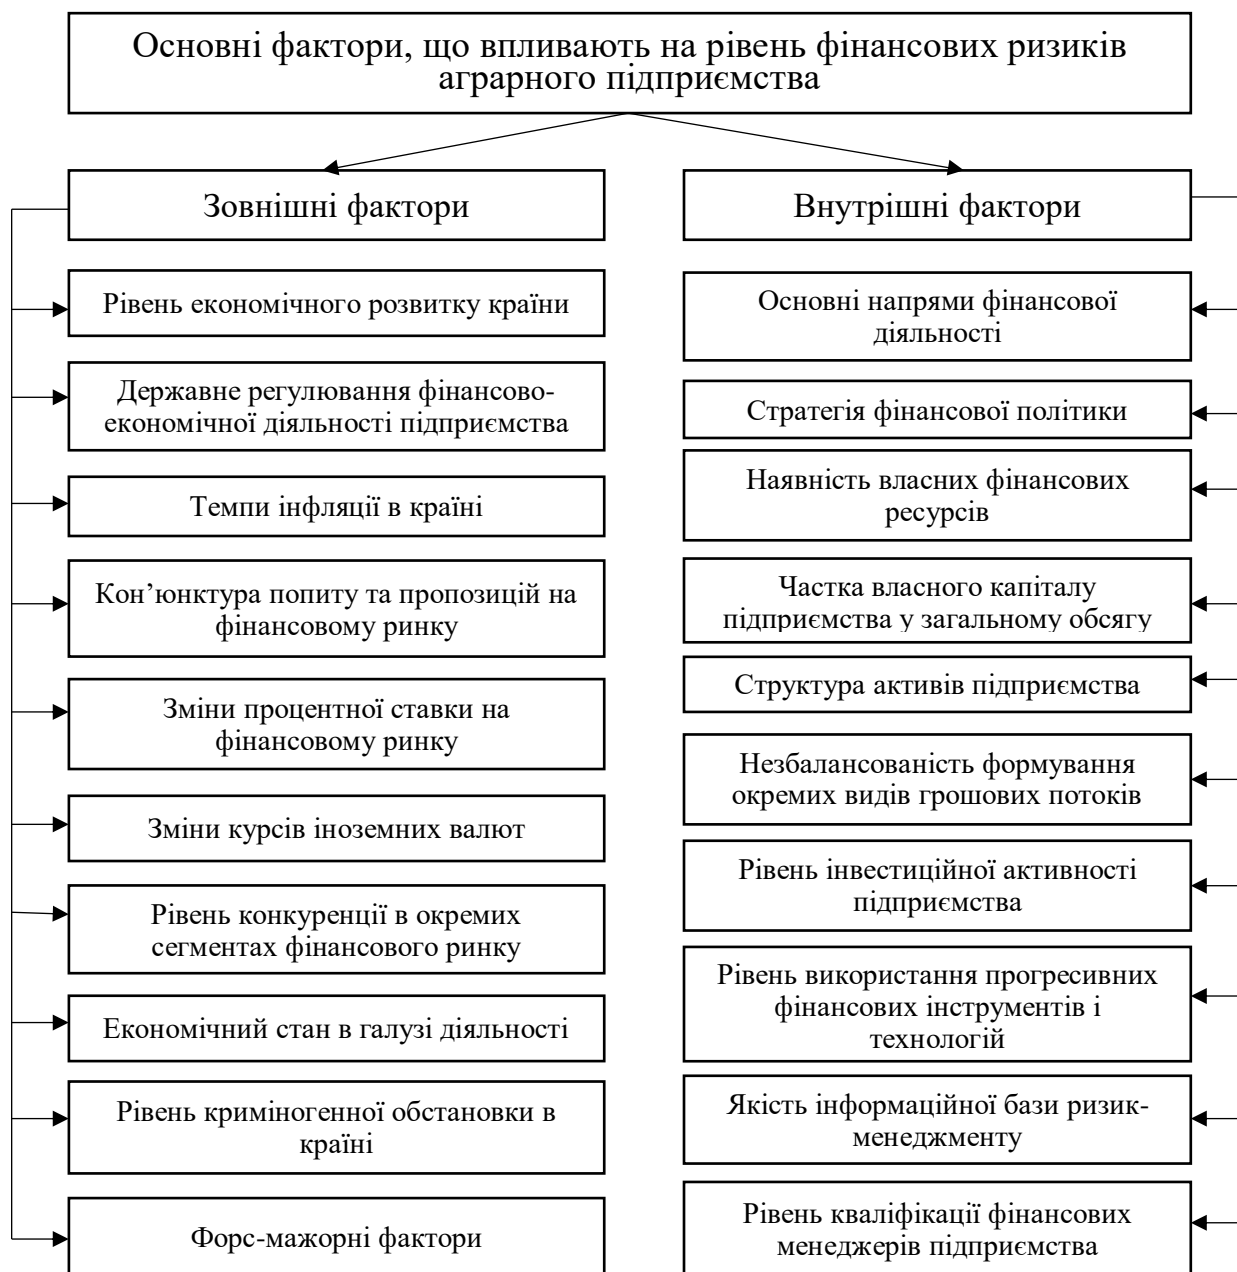 Основні фактори, що впливають на рівень фінансових ризиків
аграрного підприємства
Зовнішні фактори
Рівень економічного розвитку країни
Державне регулювання фінансово-
економічної діяльності підприємства
Темпи інфляції в країні
Кон’юнктура попиту та пропозицій на
фінансовому ринку
Зміни процентної ставки на
фінансовому ринку
Зміни курсів іноземних валют
Рівень конкуренції в окремих
сегментах фінансового ринку
Економічний стан в галузі діяльності
Рівень криміногенної обстановки в
країні
Форс-мажорні фактори
Внутрішні фактори
Основні напрями фінансової
діяльності
Стратегія фінансової політики
Наявність власних фінансових
ресурсів
Частка власного капіталу
підприємства у загальному обсягу
Структура активів підприємства
Незбалансованість формування
окремих видів грошових потоків
Рівень інвестиційної активності
підприємства
Рівень використання прогресивних
фінансових інструментів і
технологій
Якість інформаційної бази ризик-
менеджменту
Рівень кваліфікації фінансових
менеджерів підприємства